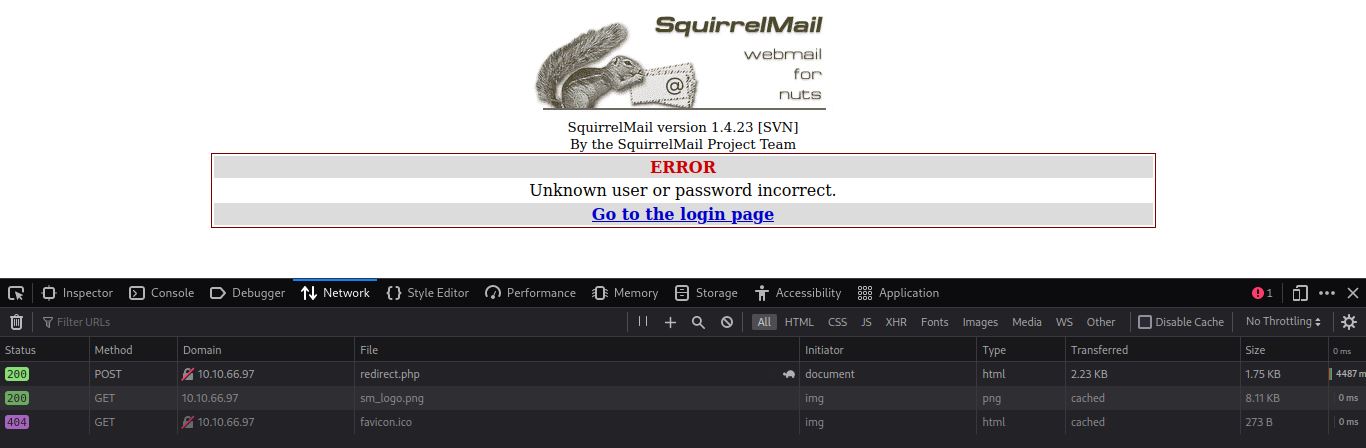 SquirrelMail
webmail
for
nuts
@
SquirrelMail version 1.4.23 [SVN]
By the SquirrelMail Project Team
ERROR
Unknown user or password incorrect.
Go to the login page
Inspector Console Debugger Network Style Editor Performance Memory Storage Accessibility Application 1
Filter URLs All HTML CSS JS XHR Fonts Images Media WS Other Disable Cache No Throttling
Status Method Domain File Initiator Type Transferred Size 0 ms
200 POST 10.10.66.97 redirect.php document html 2.23 KB 1.75 KB 4487 m
200 GET 10.10.66.97 sm_logo.png img png cached 8.11 KB 0 ms
404 GET 10.10.66.97 favicon.ico img html cached 273 B 0 ms